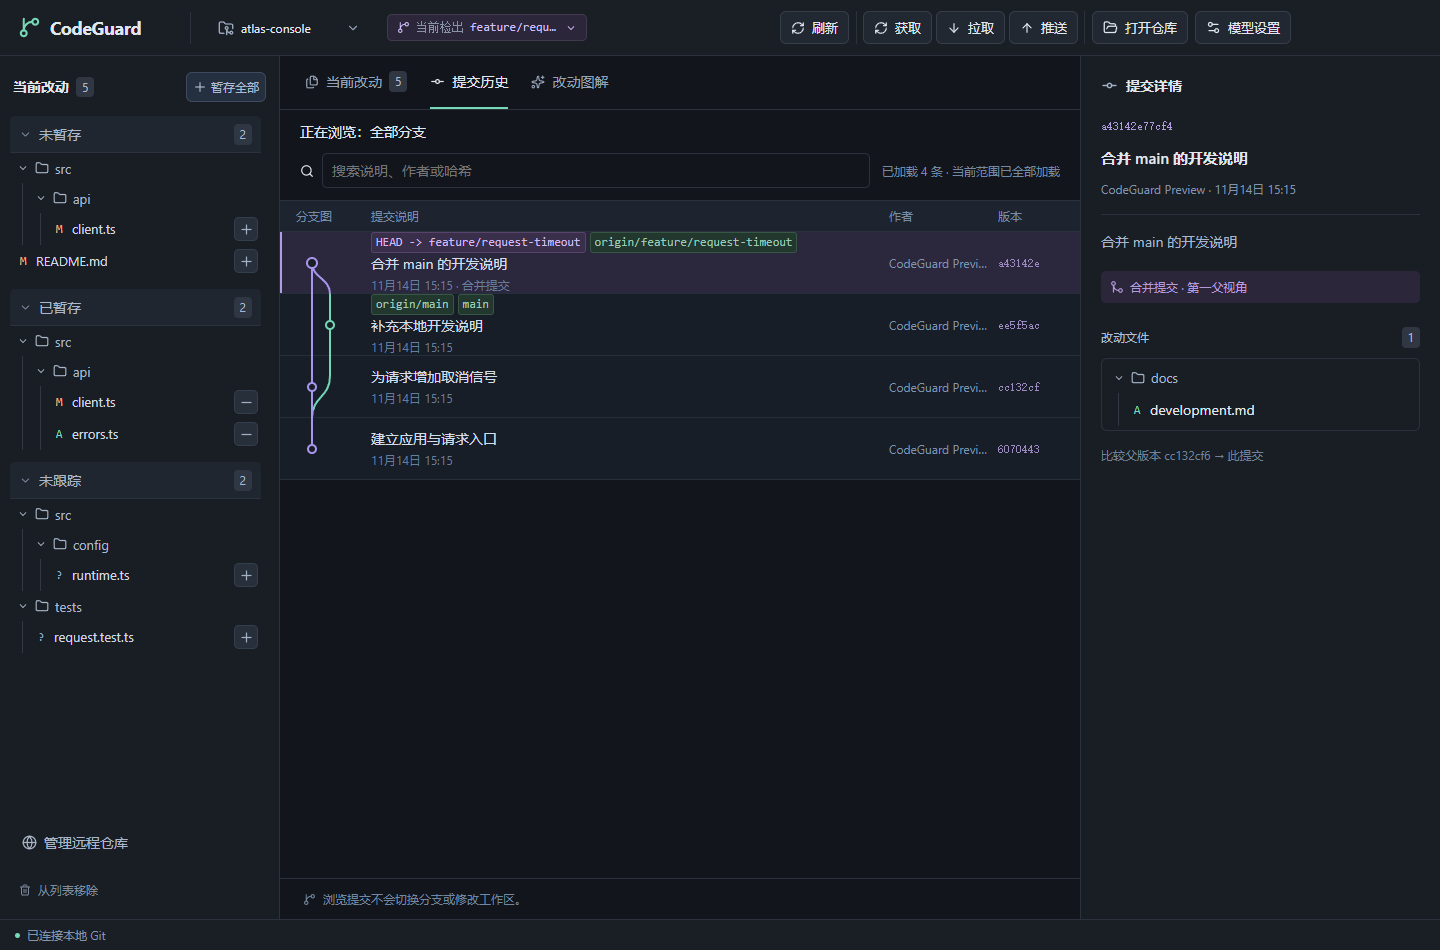 CodeGuard
atlas-console
当前检出 feature/requ...
刷新
获取
拉取
推送
打开仓库
模型设置
当前改动 5
暂存全部
未暂存 2
src
api
M client.ts
M README.md
已暂存 2
src
api
M client.ts
A errors.ts
未跟踪 2
src
config
? runtime.ts
tests
? request.test.ts
管理远程仓库
从列表移除
当前改动 5
提交历史
改动图解
正在浏览：全部分支
搜索说明、作者或哈希
已加载 4 条 · 当前范围已全部加载
分支图 提交说明 作者 版本
HEAD -> feature/request-timeout origin/feature/request-timeout
合并 main 的开发说明 CodeGuard Previ... a43142e
11月14日 15:15 · 合并提交
origin/main main
补充本地开发说明 CodeGuard Previ... ee5f5ac
11月14日 15:15
为请求增加取消信号 CodeGuard Previ... cc132cf
11月14日 15:15
建立应用与请求入口 CodeGuard Previ... 6070443
11月14日 15:15
浏览提交不会切换分支或修改工作区。
提交详情
a43142e77cf4
合并 main 的开发说明
CodeGuard Preview · 11月14日 15:15
合并 main 的开发说明
合并提交 · 第一父视角
改动文件 1
docs
A development.md
比较父版本 cc132cf6 → 此提交
已连接本地 Git